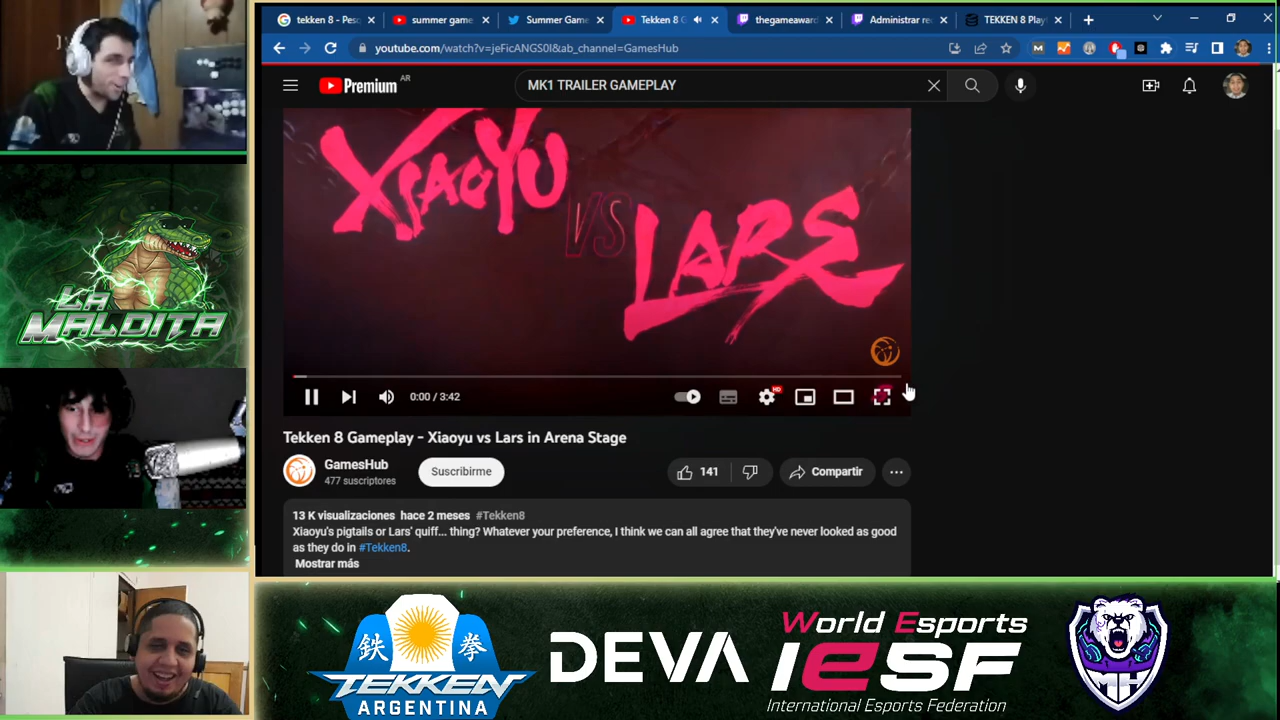 tekken 8 - Pesq
summer game
Summer Game
Tekken 8 G
thegameaward
Administrar re
TEKKEN 8 Play
youtube.com/watch?v=jeFicANGS0I&ab_channel=GamesHub
Premium AR
MK1 TRAILER GAMEPLAY
XIAOYU
VS
LARS
LA
MALDITA
0:00 / 3:42
HD
Tekken 8 Gameplay - Xiaoyu vs Lars in Arena Stage
GamesHub
477 suscriptores
Suscribirme
141
Compartir
13 K visualizaciones hace 2 meses #Tekken8
Xiaoyu's pigtails or Lars' quiff... thing? Whatever your preference, I think we can all agree that they've never looked as good
as they do in #Tekken8.
Mostrar más
鉄 拳
TEKKEN
ARGENTINA
DEVA
World Esports
IeSF
International Esports Federation
MH